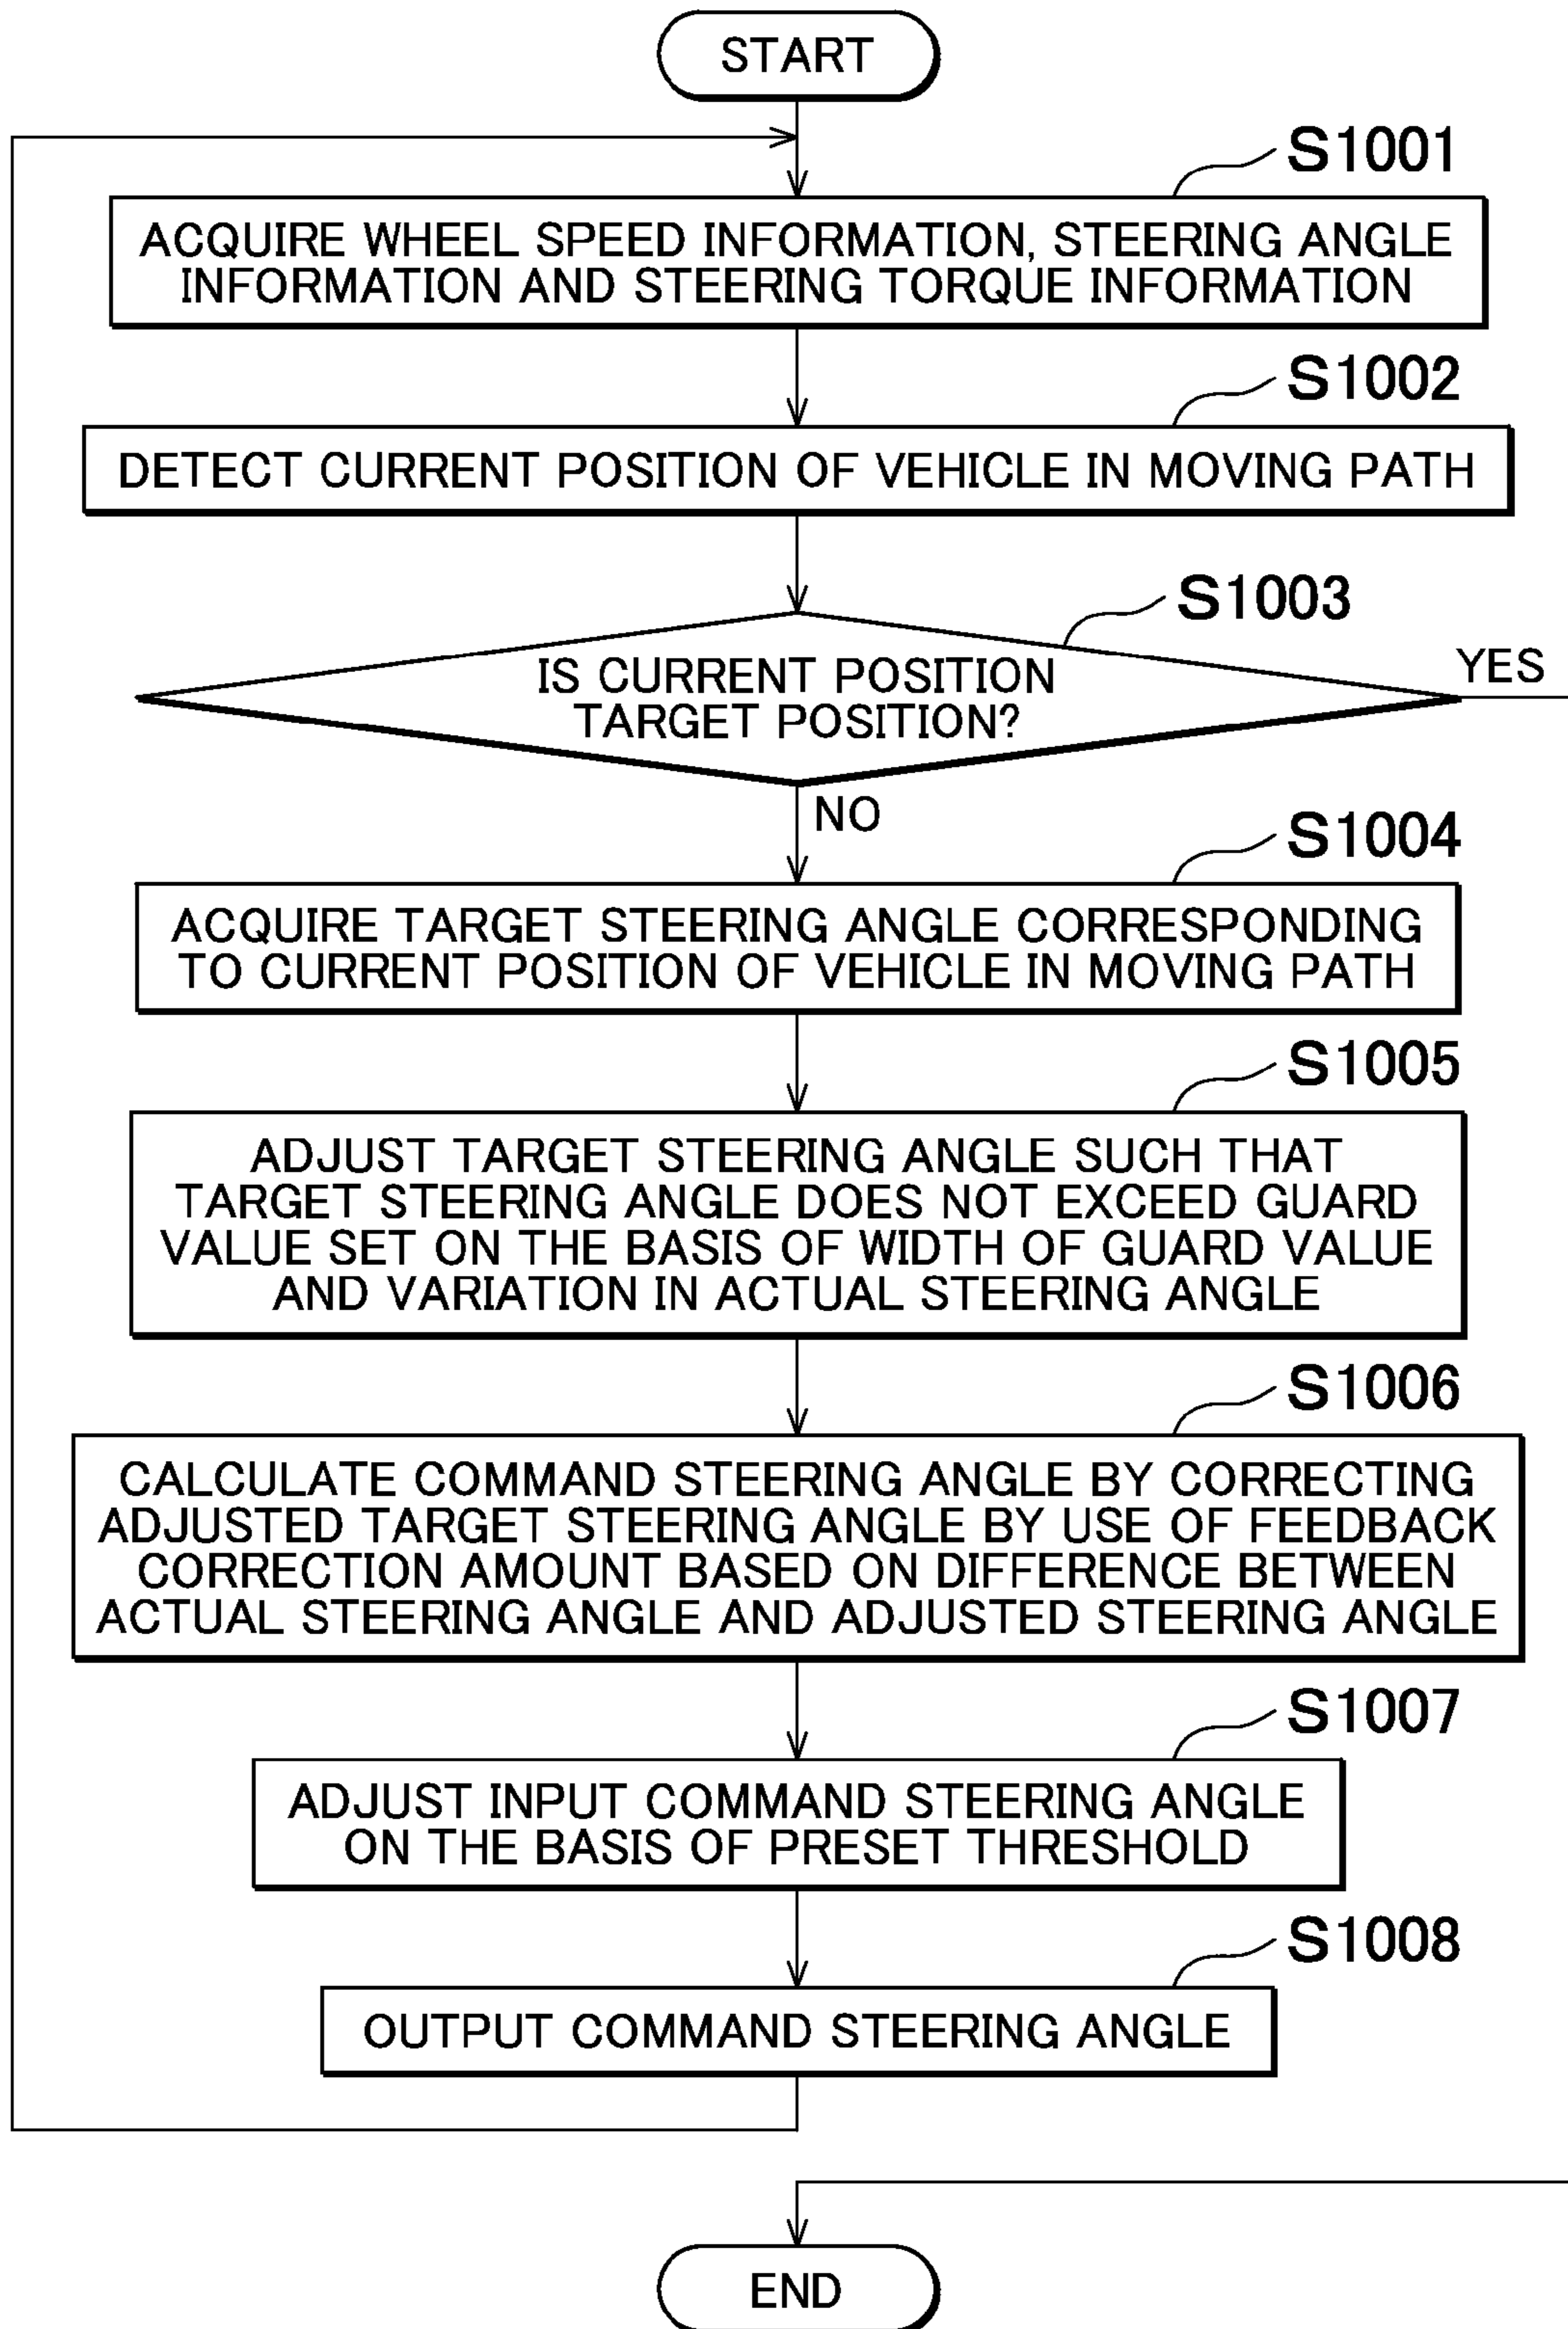 START
S1001
ACQUIRE WHEEL SPEED INFORMATION, STEERING ANGLE
INFORMATION AND STEERING TORQUE INFORMATION
S1002
DETECT CURRENT POSITION OF VEHICLE IN MOVING PATH
S1003
IS CURRENT POSITION
TARGET POSITION?
YES
NO
S1004
ACQUIRE TARGET STEERING ANGLE CORRESPONDING
TO CURRENT POSITION OF VEHICLE IN MOVING PATH
S1005
ADJUST TARGET STEERING ANGLE SUCH THAT
TARGET STEERING ANGLE DOES NOT EXCEED GUARD
VALUE SET ON THE BASIS OF WIDTH OF GUARD VALUE
AND VARIATION IN ACTUAL STEERING ANGLE
S1006
CALCULATE COMMAND STEERING ANGLE BY CORRECTING
ADJUSTED TARGET STEERING ANGLE BY USE OF FEEDBACK
CORRECTION AMOUNT BASED ON DIFFERENCE BETWEEN
ACTUAL STEERING ANGLE AND ADJUSTED STEERING ANGLE
S1007
ADJUST INPUT COMMAND STEERING ANGLE
ON THE BASIS OF PRESET THRESHOLD
S1008
OUTPUT COMMAND STEERING ANGLE
END